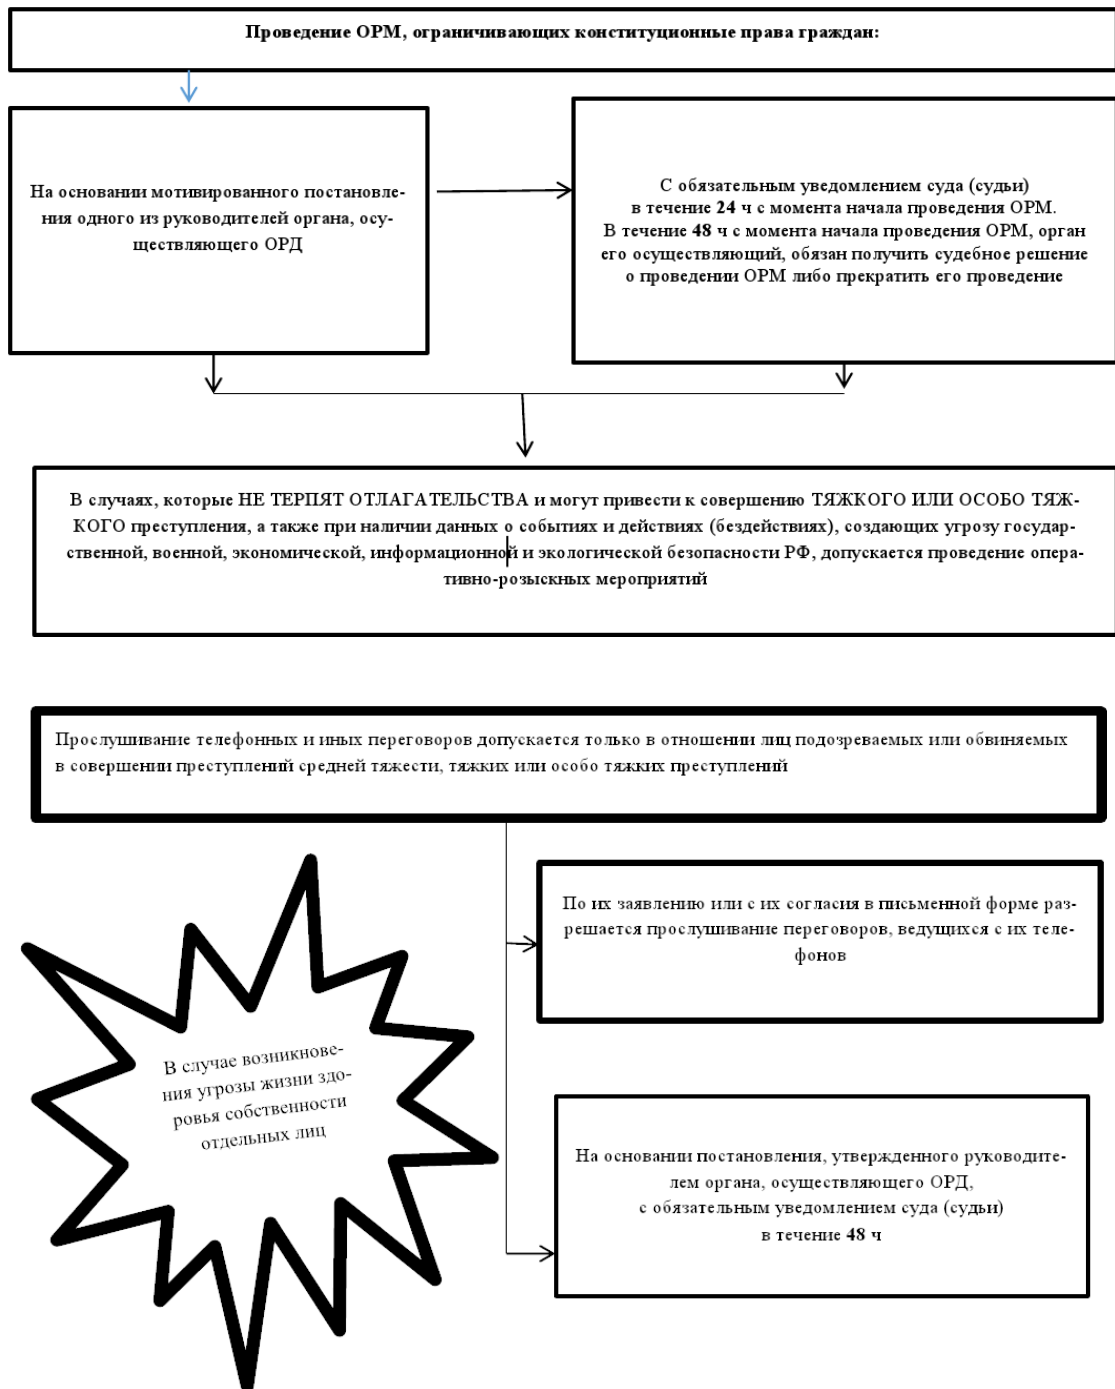 Проведение ОРМ, ограничивающих конституционные права граждан:
На основании мотивированного постановле-
ния одного из руководителей органа, осу-
ществляющего ОРД
С обязательным уведомлением суда (судьи)
в течение 24 ч с момента начала проведения ОРМ.
В течение 48 ч с момента начала проведения ОРМ, орган
его осуществляющий, обязан получить судебное решение
о проведении ОРМ либо прекратить его проведение
В случаях, которые НЕ ТЕРПЯТ ОТЛАГАТЕЛЬСТВА и могут привести к совершению ТЯЖКОГО ИЛИ ОСОБО ТЯЖ-
КОГО преступления, а также при наличии данных о событиях и действиях (бездействиях), создающих угрозу государ-
ственной, военной, экономической, информационной и экологической безопасности РФ, допускается проведение опера-
тивно-розыскных мероприятий
Прослушивание телефонных и иных переговоров допускается только в отношении лиц подозреваемых или обвиняемых
в совершении преступлений средней тяжести, тяжких или особо тяжких преступлений
По их заявлению или с их согласия в письменной форме раз-
решается прослушивание переговоров, ведущихся с их теле-
фонов
В случае возникнове-
ния угрозы жизни здо-
ровья собственности
отдельных лиц
На основании постановления, утвержденного руководите-
лем органа, осуществляющего ОРД,
с обязательным уведомлением суда (судьи)
в течение 48 ч